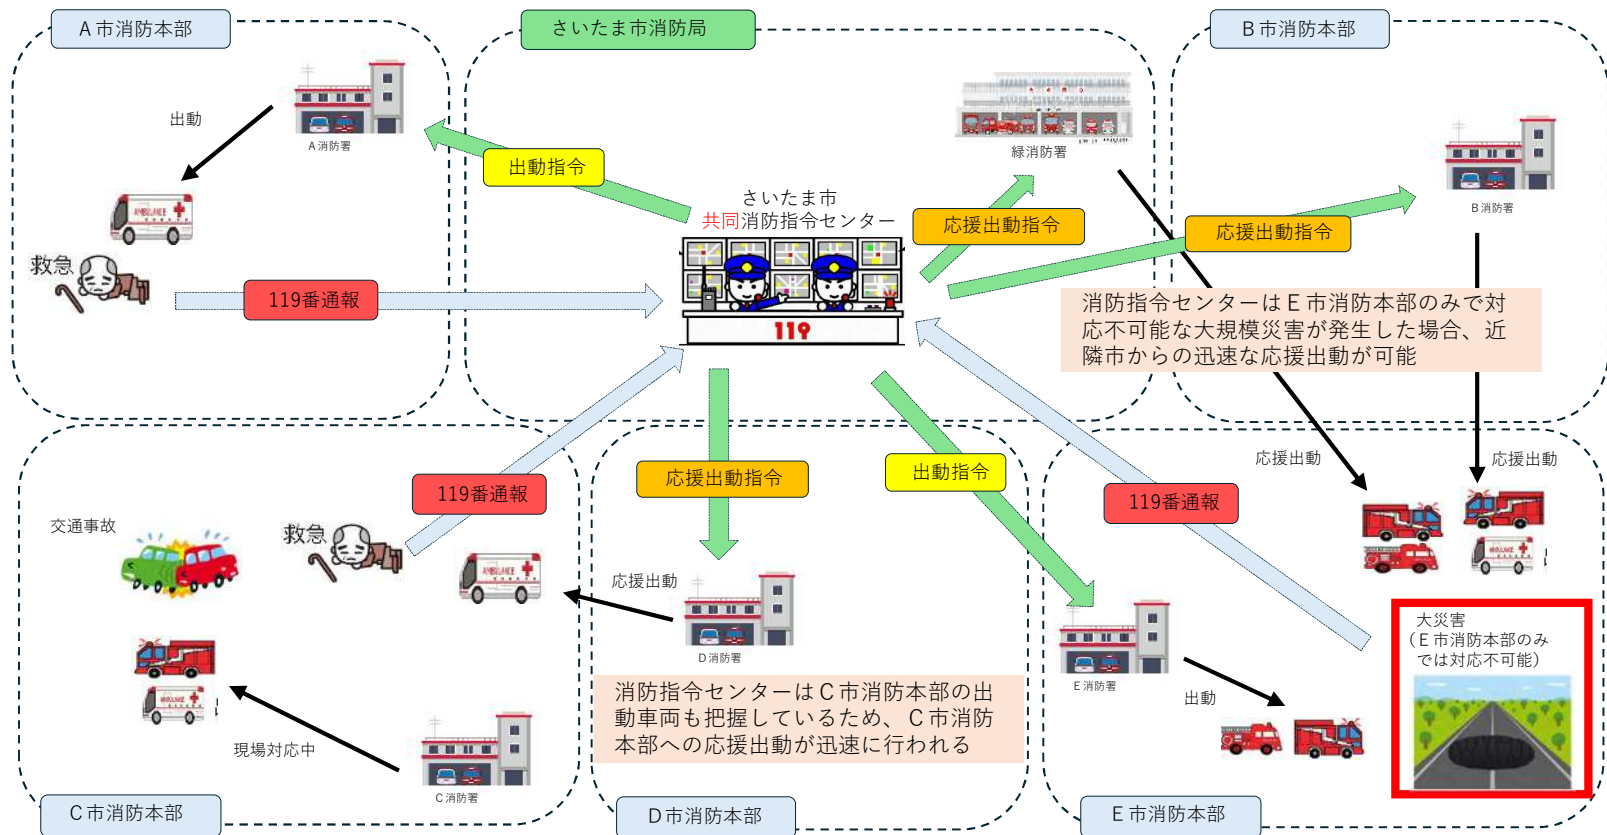 A市消防本部
さいたま市消防局
B市消防本部
出動
A消防署
出動指令
緑消防署
さいたま市
共同消防指令センター
応援出動指令
応援出動指令
B消防署
AMBULANCE
救急
119番通報
119
消防指令センターはE市消防本部のみで対
応不可能な大規模災害が発生した場合、近
隣市からの迅速な応援出動が可能
119番通報
応援出動指令
出動指令
119番通報
応援出動
応援出動
交通事故
救急
AMBULANCE
応援出動
D消防署
E消防署
出動
大災害
(E市消防本部のみ
では対応不可能)
消防指令センターはC市消防本部の出
動車両も把握しているため、C市消防
本部への応援出動が迅速に行われる
AMBULANCE
AMBULANCE
現場対応中
C消防署
C市消防本部
D市消防本部
E市消防本部